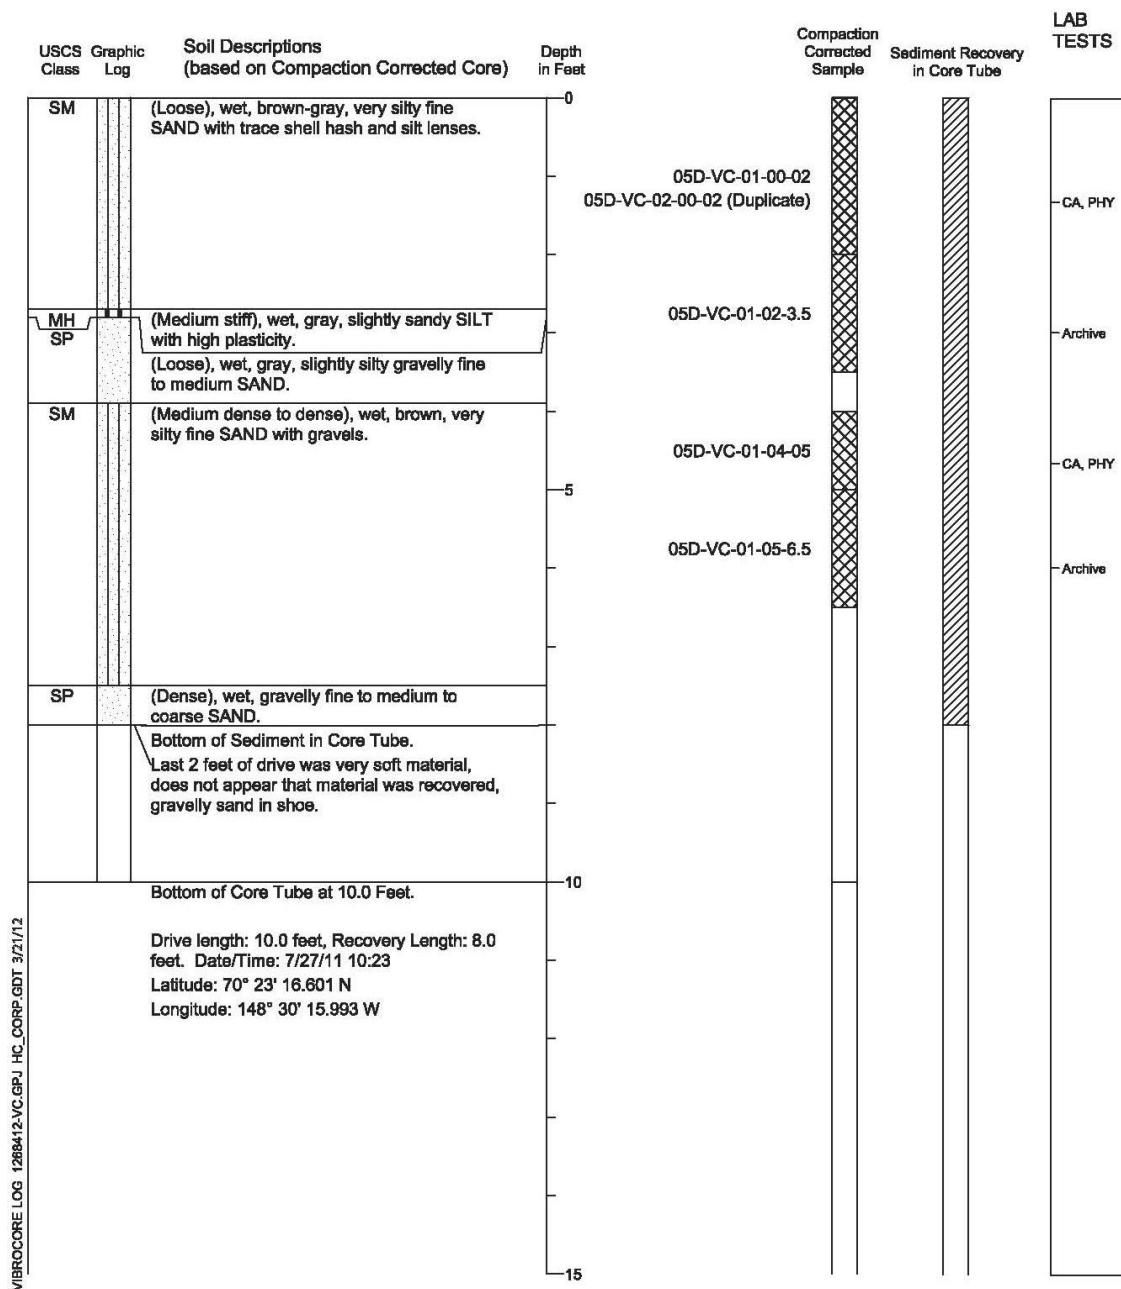 USCS Class
Graphic Log
Soil Descriptions
(based on Compaction Corrected Core)
Depth in Feet
Compaction Corrected Sample
Sediment Recovery in Core Tube
LAB TESTS
0
SM
(Loose), wet, brown-gray, very silty fine
SAND with trace shell hash and silt lenses.
05D-VC-01-00-02
05D-VC-02-00-02 (Duplicate)
CA, PHY
MH
(Medium stiff), wet, gray, slightly sandy SILT
with high plasticity.
05D-VC-01-02-3.5
Archive
SP
(Loose), wet, gray, slightly silty gravelly fine
to medium SAND.
SM
(Medium dense to dense), wet, brown, very
silty fine SAND with gravels.
05D-VC-01-04-05
CA, PHY
5
05D-VC-01-05-6.5
Archive
SP
(Dense), wet, gravelly fine to medium to
coarse SAND.
Bottom of Sediment in Core Tube.
Last 2 feet of drive was very soft material,
does not appear that material was recovered,
gravelly sand in shoe.
10
Bottom of Core Tube at 10.0 Feet.
Drive length: 10.0 feet, Recovery Length: 8.0
feet. Date/Time: 7/27/11 10:23
Latitude: 70° 23' 16.601 N
Longitude: 148° 30' 15.993 W
15
VIBROCORE LOG 1268412-VC.GPJ HC_CORP.GDT 3/21/12